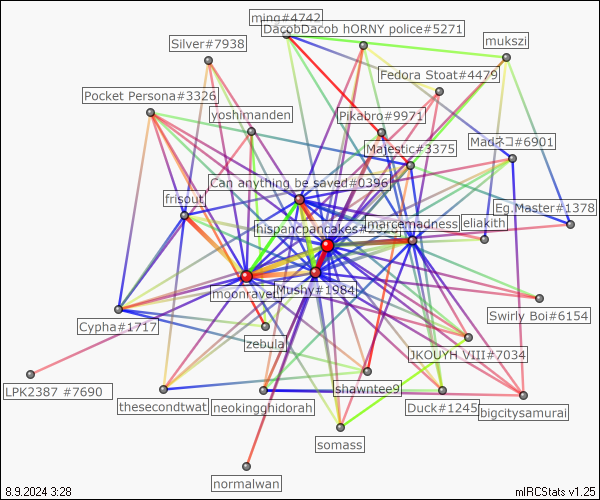 ming#4742
DacobDacob hORNY police#5271
Silver#7938
mukszi
Fedora Stoat#4479
Pocket Persona#3326
yoshimanden
Pikabro#9971
Majestic#3375
Madネコ#6901
Can anything be saved#0396
frisout
Eg.Master#1378
hispancpancakes#
marcemadness
eliakith
moonravel
Mushy#1984
Swirly Boi#6154
Cypha#1717
zebulal
JKOUYH VIII#7034
LPK2387 #7690
shawntee9
thesecondtwat
neokingghidorah
Duck#1245
bigcitysamurai
somass
normalwan
8.9.2024 3:28
mIRCStats v1.25